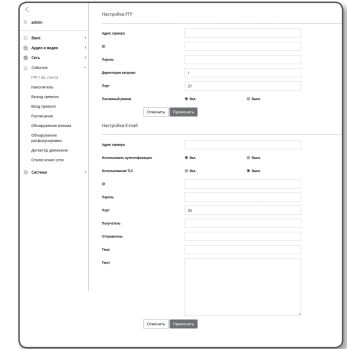 admin
Basic
Аудио и видео
Сеть
События
FTP / Эл. почта
Накопитель
Выход тревоги
Вход тревоги
Расписание
Обнаружение взлома
Обнаружение
расфокусировки
Детектор движения
Отключение сети
Система
Настройка FTP
Адрес сервера
ID
Пароль
Директория загрузки 1
Порт 21
Пассивный режим Вкл. Выкл.
Отменить Применить
Настройка E-mail
Адрес сервера
Использовать аутентификацию Вкл. Выкл.
Использование TLS Вкл. Выкл.
ID
Пароль
Порт 25
Получатель
Отправитель
Тема
Текст
Отменить Применить